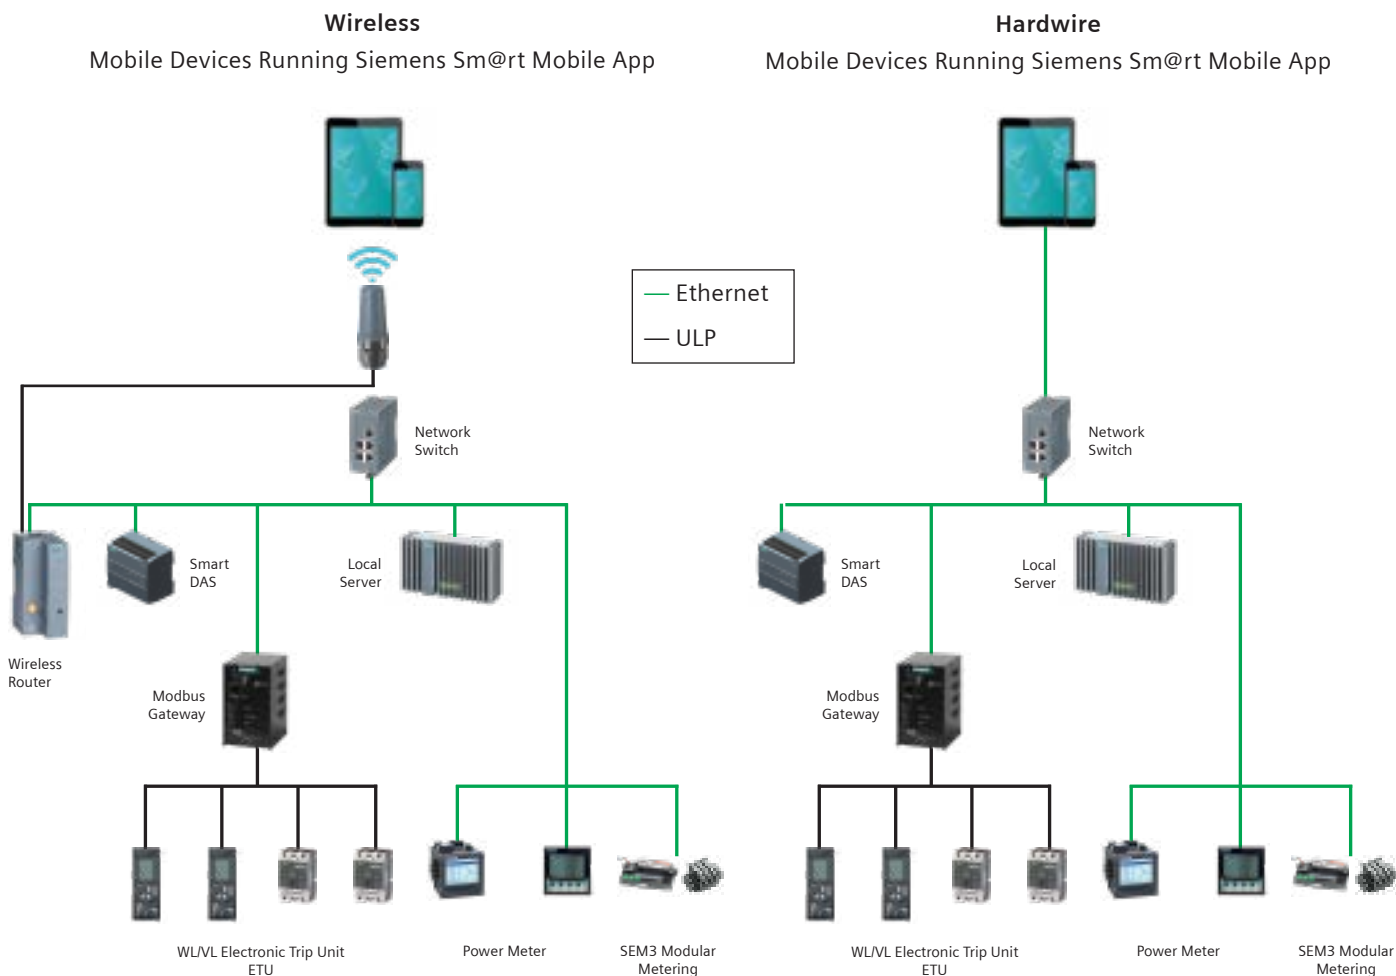 Wireless
Mobile Devices Running Siemens Sm@rt Mobile App
Hardwire
Mobile Devices Running Siemens Sm@rt Mobile App
Ethernet
ULP
Network
Switch
Network
Switch
Smart
DAS
Local
Server
Smart
DAS
Local
Server
Wireless
Router
Modbus
Gateway
Modbus
Gateway
WL/VL Electronic Trip Unit
ETU
Power Meter
SEM3 Modular
Metering
WL/VL Electronic Trip Unit
ETU
Power Meter
SEM3 Modular
Metering